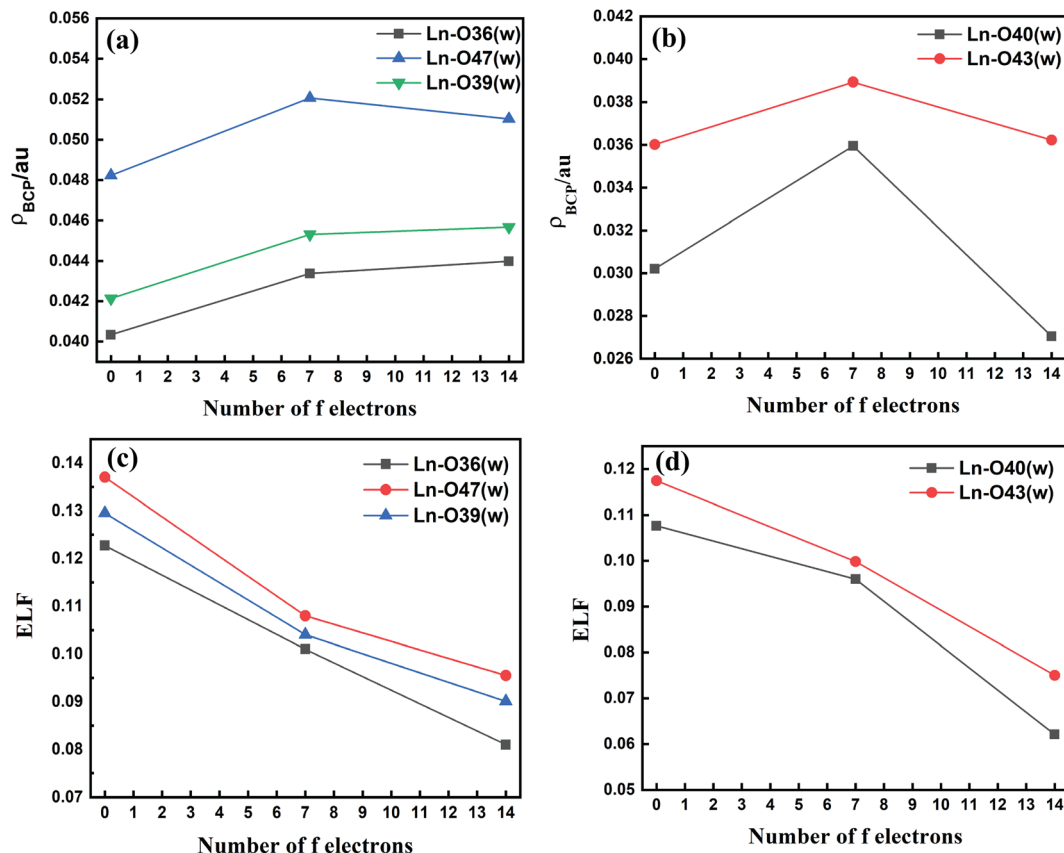 (a)
Ln-O36(w)
Ln-O47(w)
Ln-O39(w)
0.056
0.054
0.052
0.050
0.048
0.046
0.044
0.042
0.040
ρBCP/au
0 1 2 3 4 5 6 7 8 9 10 11 12 13 14
Number of f electrons
(b)
Ln-O40(w)
Ln-O43(w)
0.042
0.040
0.038
0.036
0.034
0.032
0.030
0.028
0.026
ρBCP/au
0 1 2 3 4 5 6 7 8 9 10 11 12 13 14
Number of f electrons
(c)
Ln-O36(w)
Ln-O47(w)
Ln-O39(w)
0.14
0.13
0.12
0.11
0.10
0.09
0.08
0.07
ELF
0 1 2 3 4 5 6 7 8 9 10 11 12 13 14
Number of f electrons
(d)
Ln-O40(w)
Ln-O43(w)
0.12
0.11
0.10
0.09
0.08
0.07
0.06
0.05
ELF
0 1 2 3 4 5 6 7 8 9 10 11 12 13 14
Number of f electrons